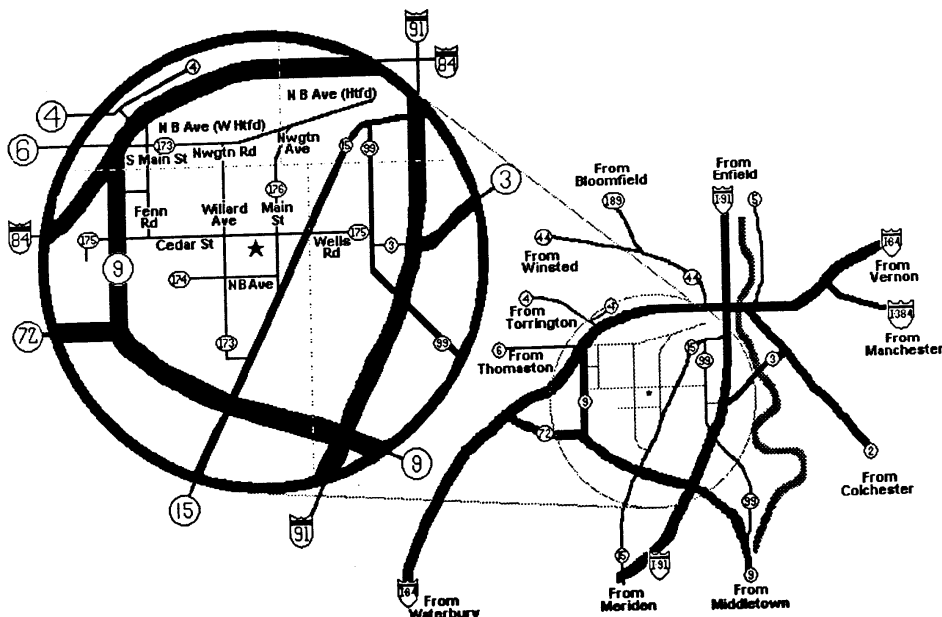 91
84
4
4
N B Ave (Htfd)
N B Ave (W Htfd)
6
173
S Main St
Nwgtn Rd
Nwgtn
Ave
15
99
3
176
Fenn
Rd
Willard
Ave
Main
St
84
175
Cedar St
Wells
Rd
175
3
9
174
N B Ave
72
173
99
9
15
91
From
Enfield
From
Bloomfield
189
I-91
5
44
From
Winsted
44
I-84
From
Vernon
4
4
From
Torrington
I-384
From
Manchester
6
From
Thomaston
15
99
3
9
72
2
From
Colchester
99
15
I-91
9
I-84
From
Waterbury
From
Meriden
From
Middletown